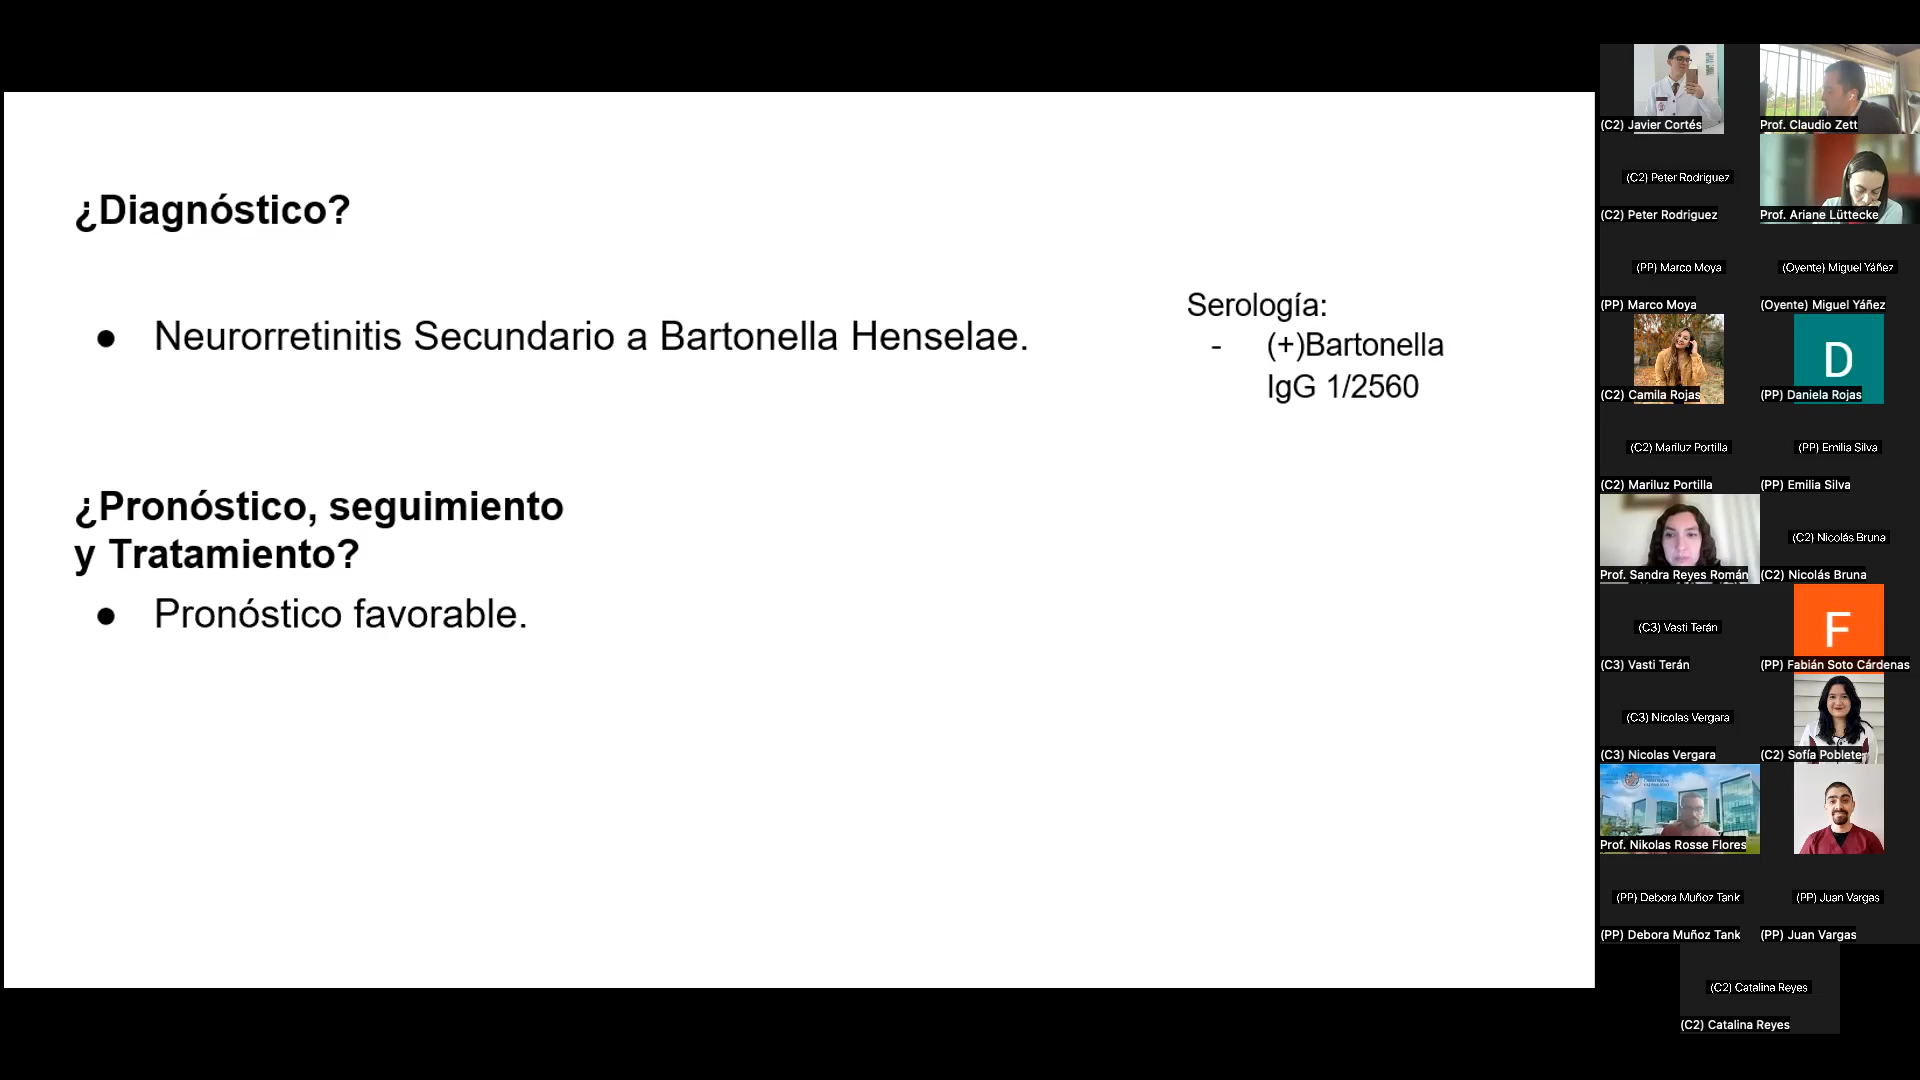 ¿Diagnóstico?
● Neurorretinitis Secundario a Bartonella Henselae.
Serología:
- (+)Bartonella
IgG 1/2560
¿Pronóstico, seguimiento
y Tratamiento?
● Pronóstico favorable.
(C2) Javier Cortés
Prof. Claudio Zett
(C2) Peter Rodriguez
(C2) Peter Rodriguez
Prof. Ariane Lüttecke
(PP) Marco Moya
(Oyente) Miguel Yáñez
(PP) Marco Moya
(Oyente) Miguel Yáñez
D
(C2) Camila Rojas
(PP) Daniela Rojas
(C2) Mariluz Portilla
(PP) Emilia Silva
(C2) Mariluz Portilla
(PP) Emilia Silva
(C2) Nicolás Bruna
Prof. Sandra Reyes Román
(C2) Nicolás Bruna
(C3) Vasti Terán
F
(C3) Vasti Terán
(PP) Fabián Soto Cárdenas
(C3) Nicolas Vergara
(C3) Nicolas Vergara
(C2) Sofía Poblete
Prof. Nikolas Rosse Flores
(PP) Debora Muñoz Tank
(PP) Juan Vargas
(PP) Debora Muñoz Tank
(PP) Juan Vargas
(C2) Catalina Reyes
(C2) Catalina Reyes